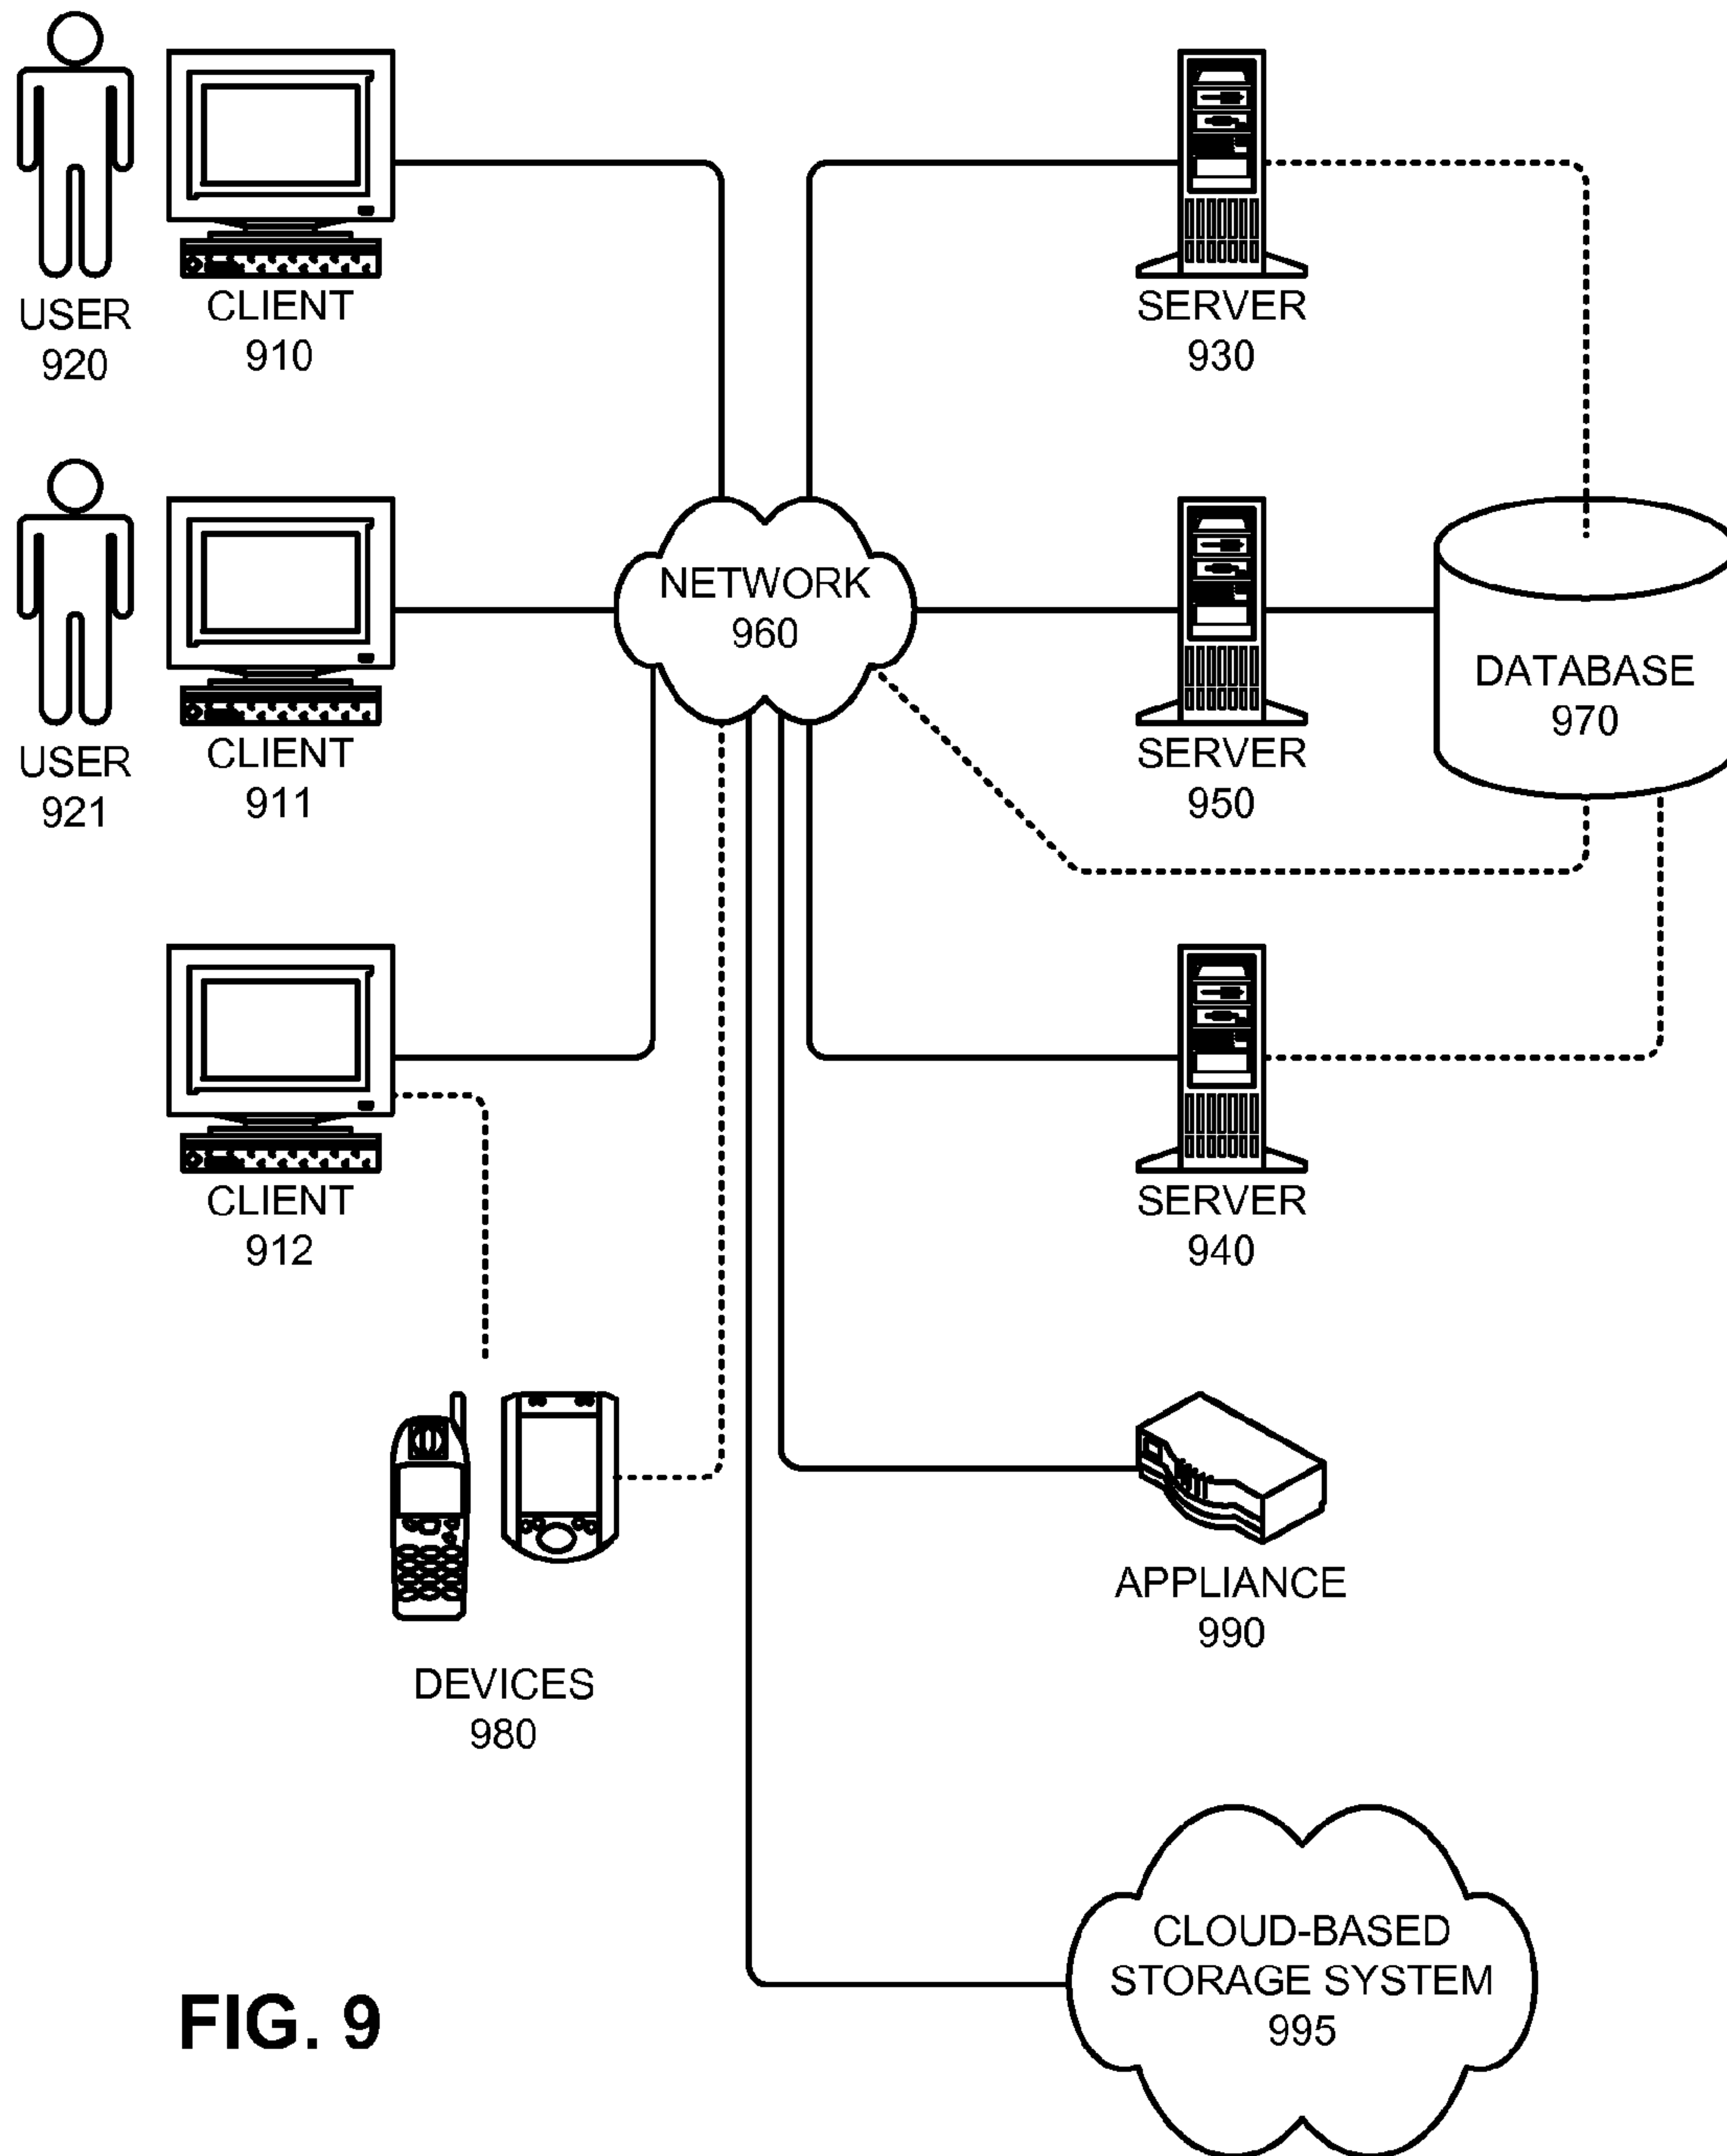 USER
920
CLIENT
910
SERVER
930
USER
921
CLIENT
911
NETWORK
960
SERVER
950
DATABASE
970
CLIENT
912
SERVER
940
DEVICES
980
APPLIANCE
990
CLOUD-BASED
STORAGE SYSTEM
995
FIG. 9